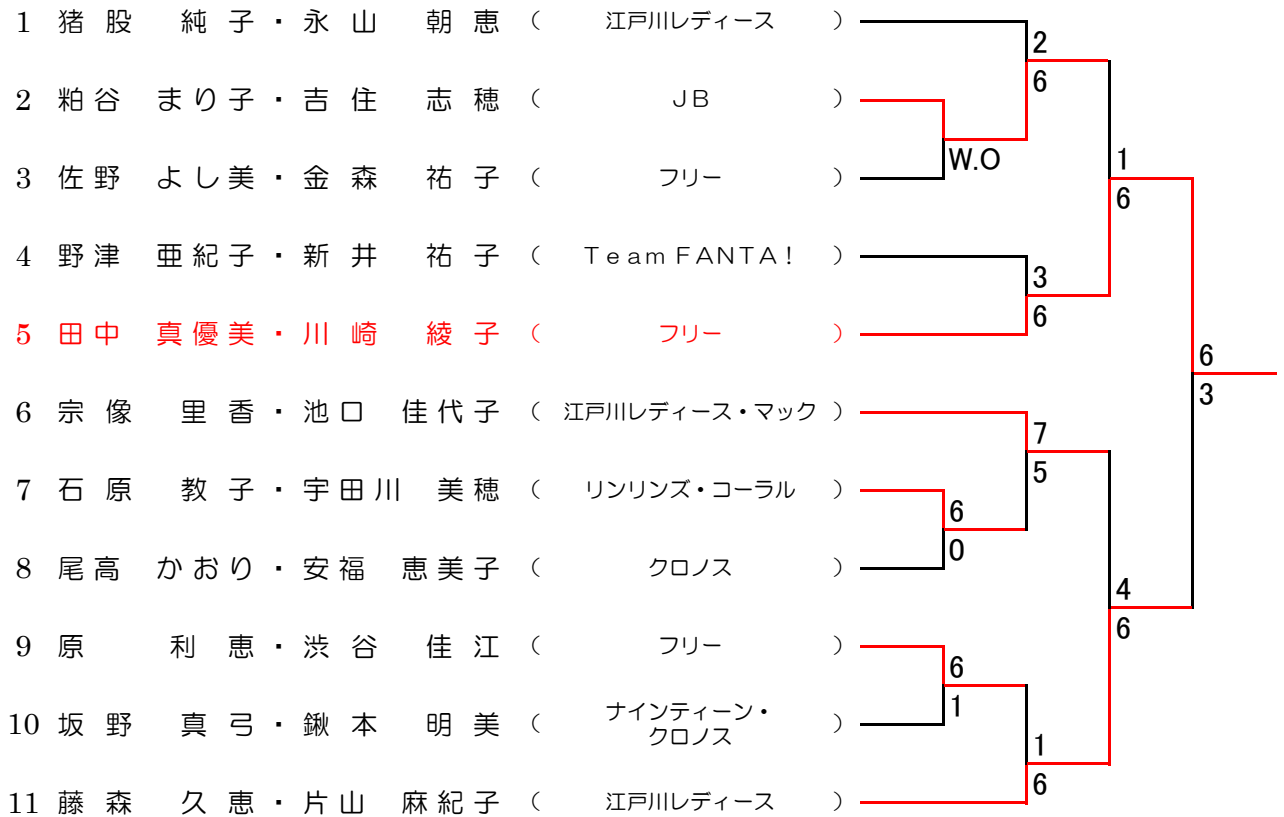 1 猪股 純子・永山 朝恵 （ 江戸川レディース ）
2
6
2 粕谷 まり子・吉住 志穂 （ JB ）
W.O
1
6
3 佐野 よし美・金森 祐子 （ フリー ）
4 野津 亜紀子・新井 祐子 （ Team FANTA! ）
3
6
5 田中 真優美・川崎 綾子 （ フリー ）
6
3
6 宗像 里香・池口 佳代子 （ 江戸川レディース・マック ）
7
5
7 石原 教子・宇田川 美穂 （ リンリンズ・コーラル ）
6
0
8 尾高 かおり・安福 恵美子 （ クロノス ）
4
6
9 原 利恵・渋谷 佳江 （ フリー ）
6
1
10 坂野 真弓・鍬本 明美 （ ナインティーン・
クロノス ）
1
6
11 藤森 久恵・片山 麻紀子 （ 江戸川レディース ）